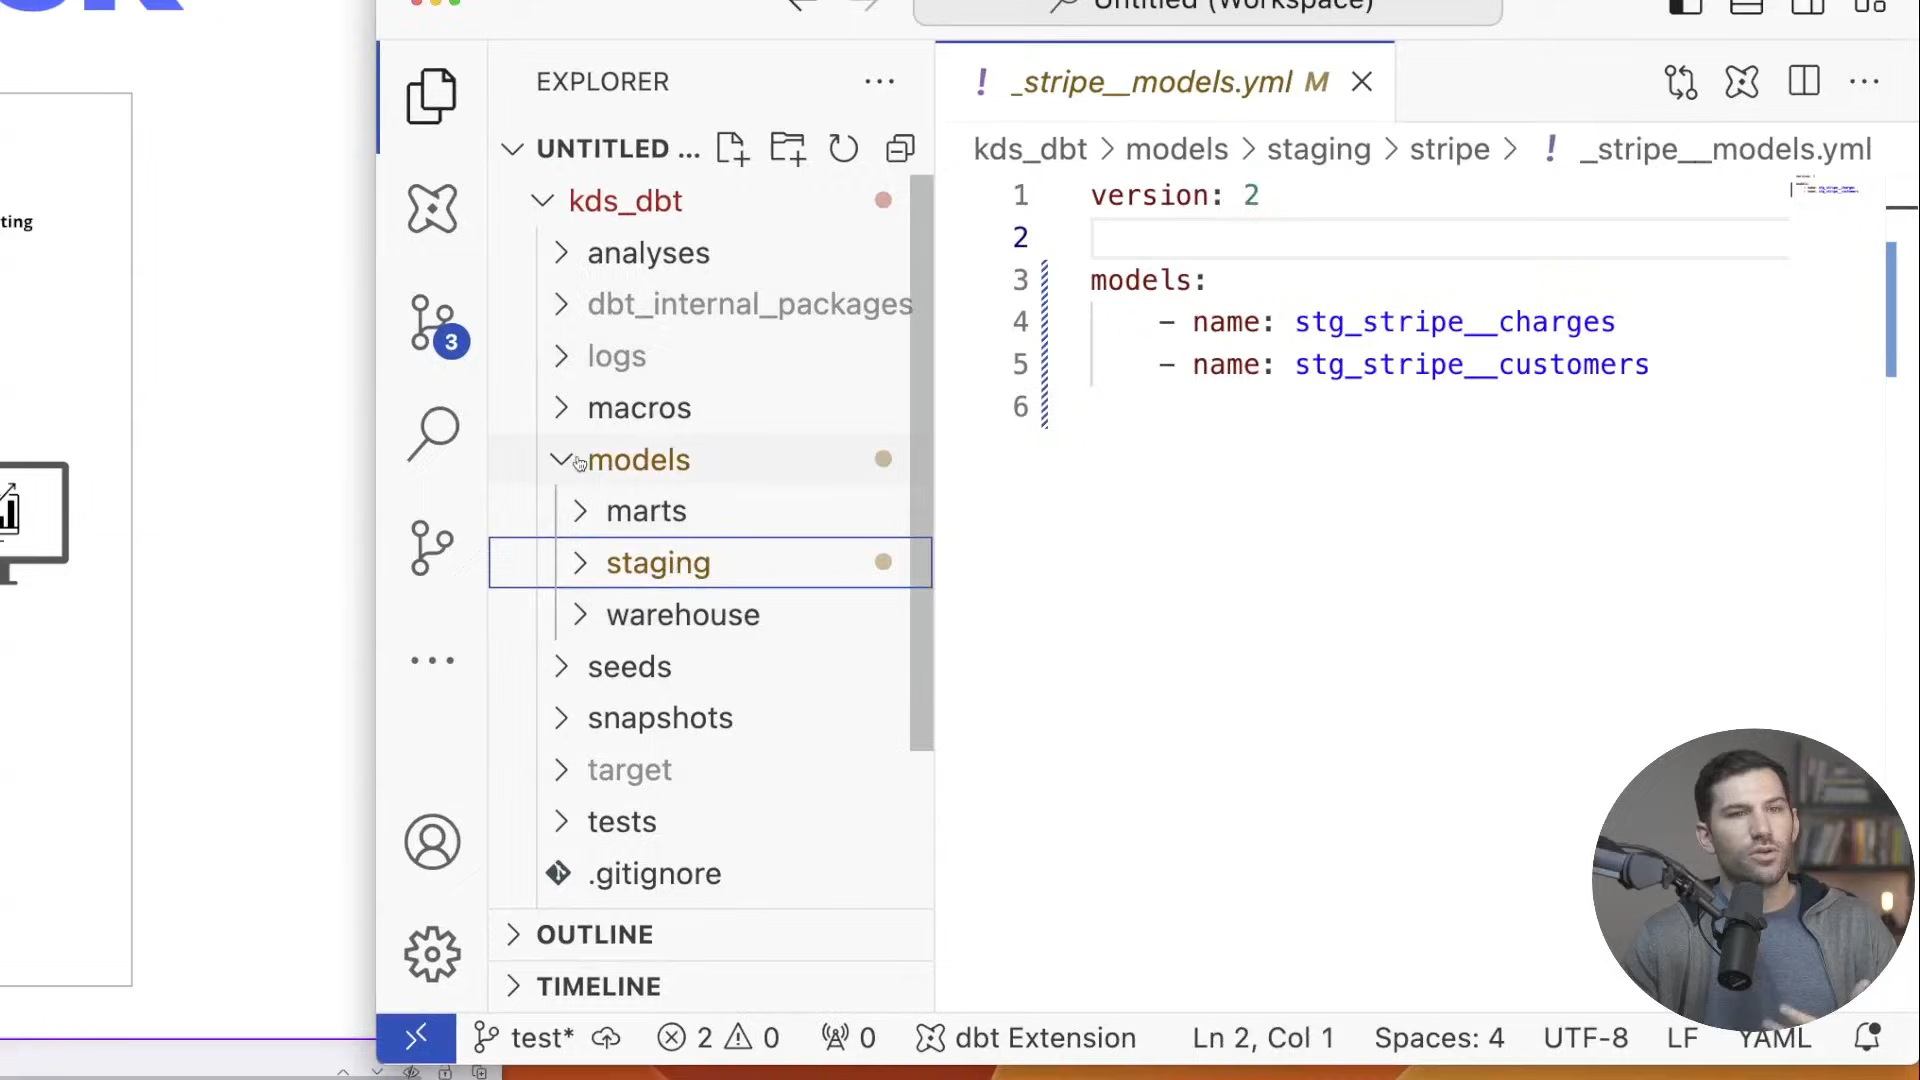 Untitled (Workspace)
EXPLORER
_stripe__models.yml M
UNTITLED ...
kds_dbt > models > staging > stripe > ! _stripe__models.yml
kds_dbt
analyses
dbt_internal_packages
logs
macros
models
marts
staging
warehouse
seeds
snapshots
target
tests
.gitignore
OUTLINE
TIMELINE
1 version: 2
2
3 models:
4 - name: stg_stripe__charges
5 - name: stg_stripe__customers
6
3
ting
test* 2 0 0 dbt Extension Ln 2, Col 1 Spaces: 4 UTF-8 LF YAML